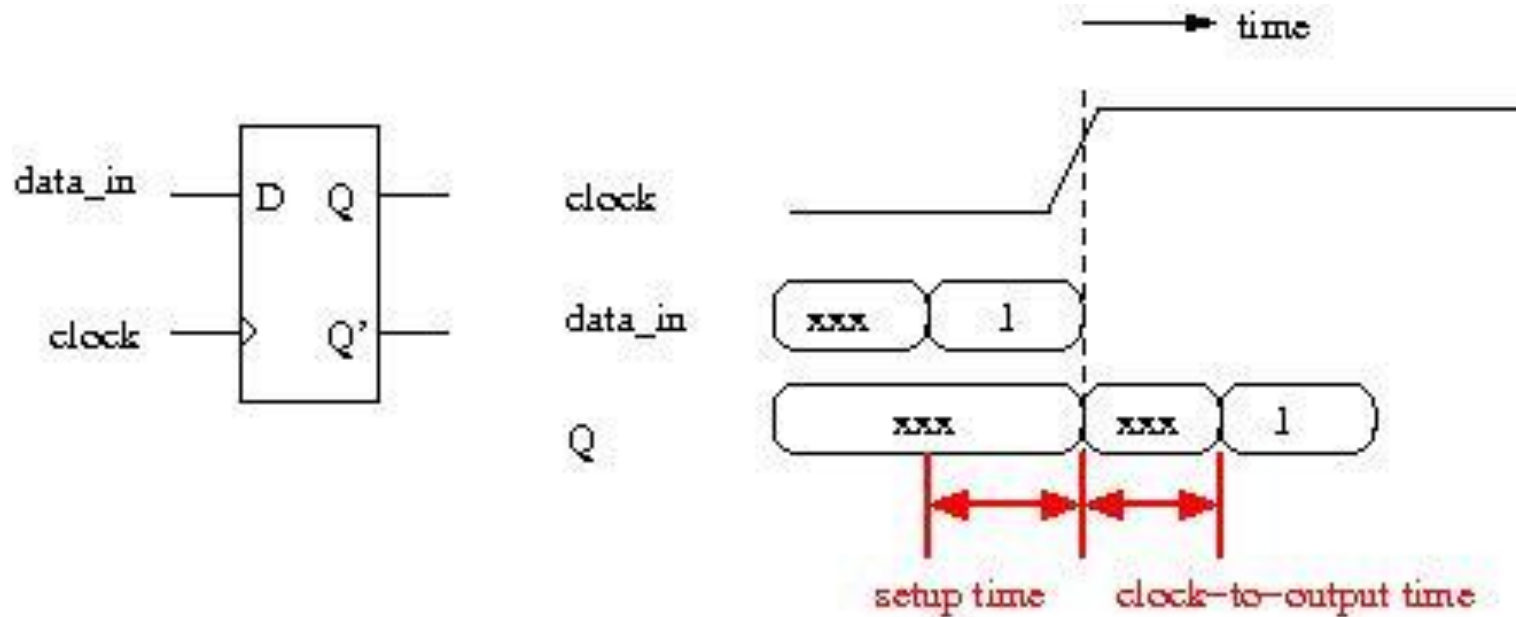 time
data_in
D Q
clock
clock
Q'
data_in
xxx 1
Q
xxx xxx 1
setup time
clock-to-output time